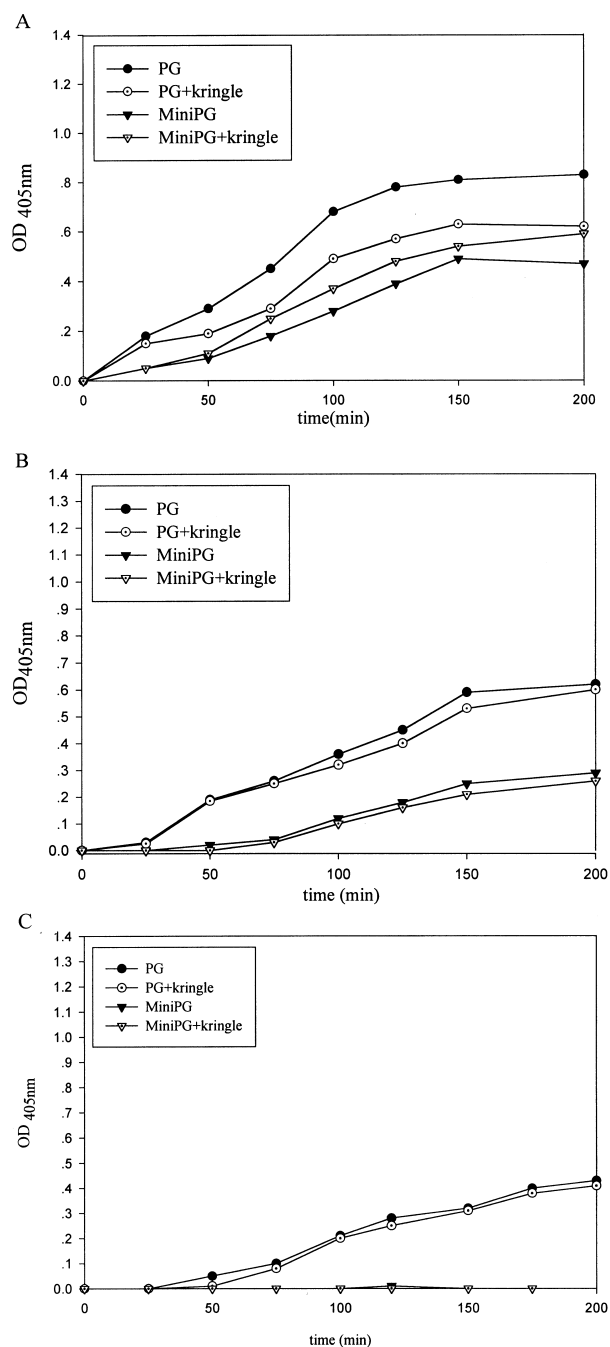 A
1.4
1.2
1.0
.8
.6
.4
.2
0.0
OD 405nm
PG
PG+kringle
MiniPG
MiniPG+kringle
0 50 100 150 200
time(min)
B
1.4
1.3
1.2
1.1
1.0
.9
.8
.7
.6
.5
.4
.3
.2
.1
0.0
OD405nm
PG
PG+kringle
MiniPG
MiniPG+kringle
0 50 100 150 200
time (min)
C
1.4
1.3
1.2
1.1
1.0
.9
.8
.7
.6
.5
.4
.3
.2
.1
0.0
OD 405nm
PG
PG+kringle
MiniPG
MiniPG+kringle
0 50 100 150 200
time (min)